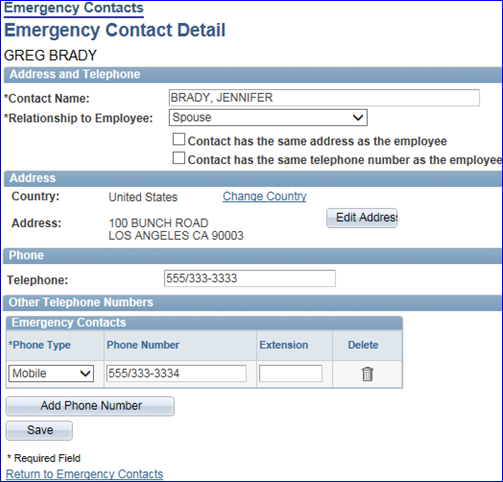 Emergency Contacts
Emergency Contact Detail
GREG BRADY
Address and Telephone
*Contact Name: BRADY, JENNIFER
*Relationship to Employee: Spouse
Contact has the same address as the employee
Contact has the same telephone number as the employee
Address
Country: United States Change Country
Address: 100 BUNCH ROAD Edit Address
LOS ANGELES CA 90003
Phone
Telephone: 555/333-3333
Other Telephone Numbers
Emergency Contacts
*Phone Type Phone Number Extension Delete
Mobile 555/333-3334
Add Phone Number
Save
* Required Field
Return to Emergency Contacts